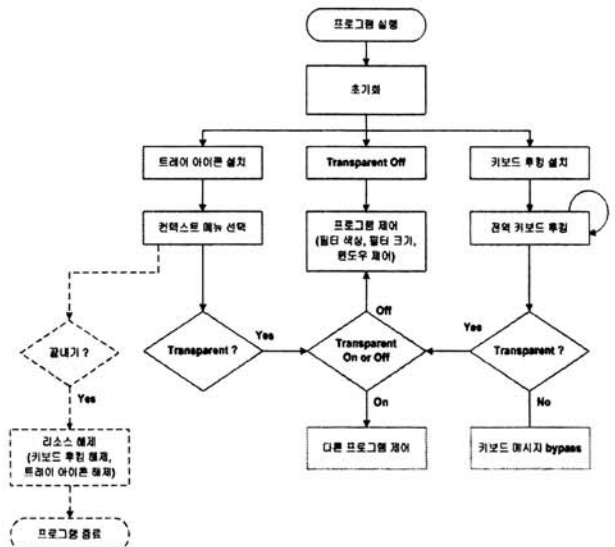 프로그램 실행
초기화
트레이 아이콘 설치
Transparent Off
키보드 후킹 설치
컨텍스트 메뉴 선택
프로그램 제어
(필터 색상, 필터 크기,
윈도우 제어)
전역 키보드 후킹
Off
끝내기 ?
Transparent ?
Yes
Transparent
On or Off
Yes
Transparent ?
Yes
On
No
리소스 해제
(키보드 후킹 해제,
트레이 아이콘 해제)
다른 프로그램 제어
키보드 메시지 bypass
프로그램 종료